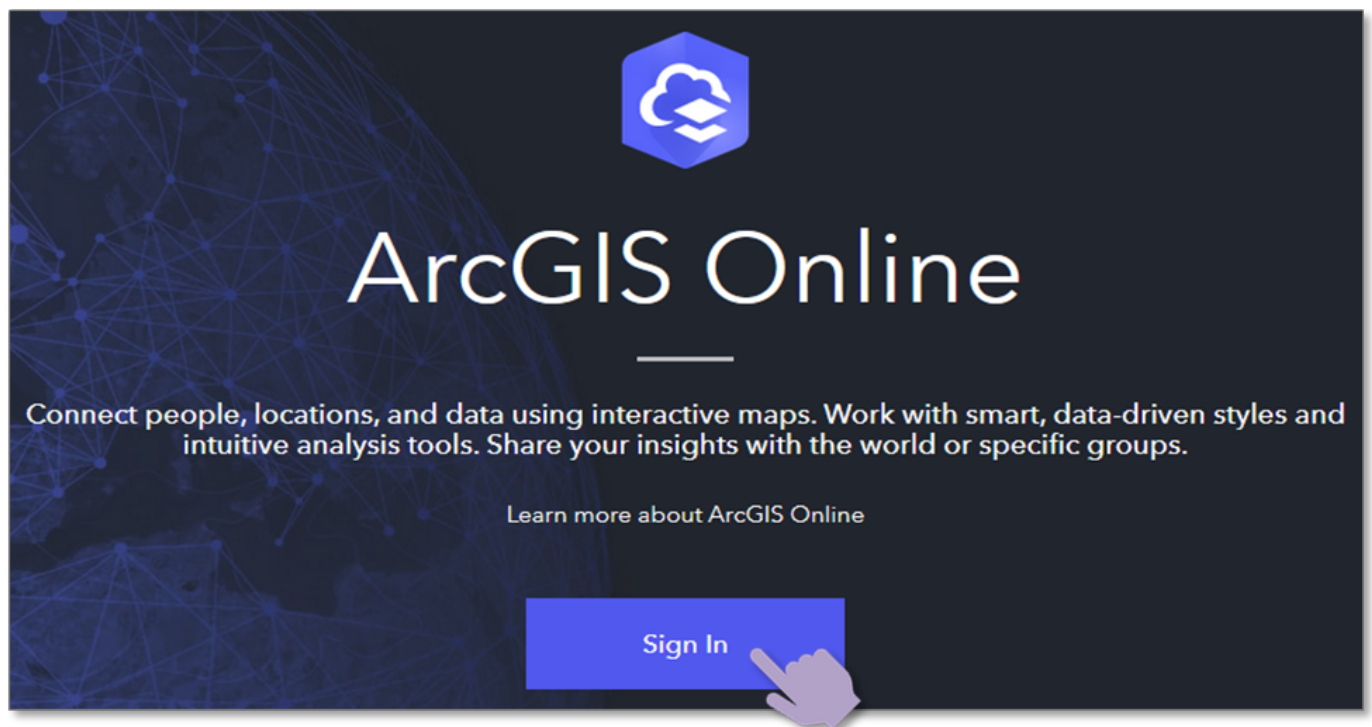 ArcGIS Online
Connect people, locations, and data using interactive maps. Work with smart, data-driven styles and
intuitive analysis tools. Share your insights with the world or specific groups.
Learn more about ArcGIS Online
Sign In